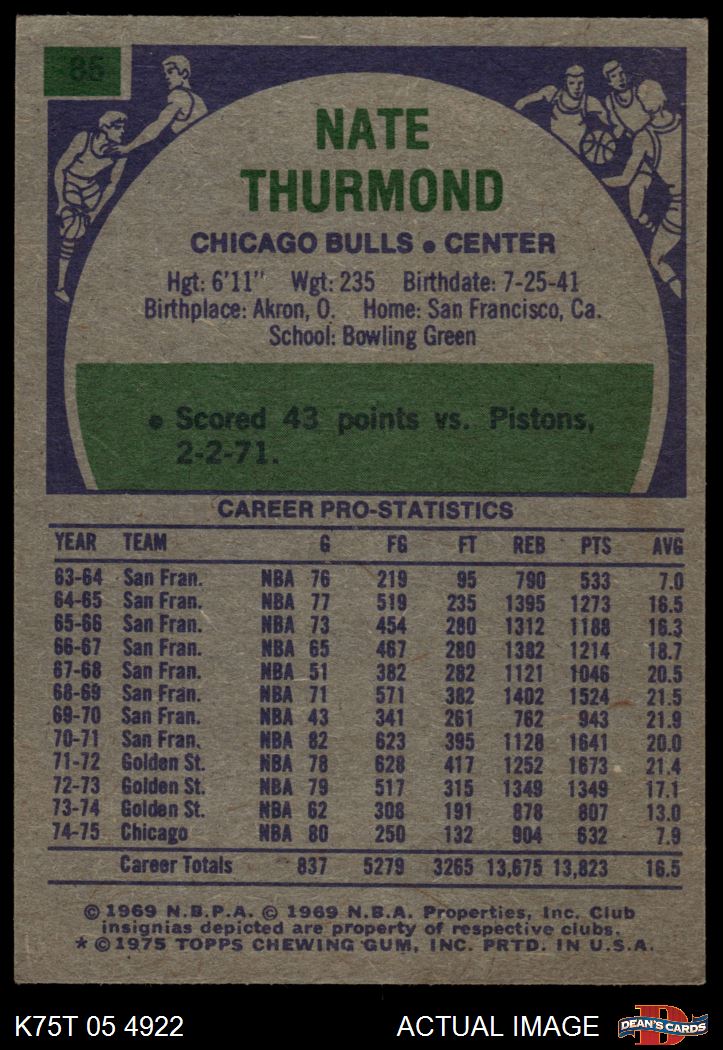 85
NATE
THURMOND
CHICAGO BULLS • CENTER
Hgt: 6'11" Wgt: 235 Birthdate: 7-25-41
Birthplace: Akron, O. Home: San Francisco, Ca.
School: Bowling Green
• Scored 43 points vs. Pistons,
2-2-71.
CAREER PRO-STATISTICS
YEAR TEAM G FG FT REB PTS AVG
63-64 San Fran. NBA 76 219 95 790 533 7.0
64-65 San Fran. NBA 77 519 235 1395 1273 16.5
65-66 San Fran. NBA 73 454 280 1312 1188 16.3
66-67 San Fran. NBA 65 467 280 1382 1214 18.7
67-68 San Fran. NBA 51 382 282 1121 1046 20.5
68-69 San Fran. NBA 71 571 382 1402 1524 21.5
69-70 San Fran. NBA 43 341 261 762 943 21.9
70-71 San Fran. NBA 82 623 395 1128 1641 20.0
71-72 Golden St. NBA 78 628 417 1252 1673 21.4
72-73 Golden St. NBA 79 517 315 1349 1349 17.1
73-74 Golden St. NBA 62 308 191 878 807 13.0
74-75 Chicago NBA 80 250 132 904 632 7.9
Career Totals 837 5279 3265 13,675 13,823 16.5
© 1969 N.B.P.A. © 1969 N.B.A. Properties, Inc. Club
insignias depicted are property of respective clubs.
* © 1975 TOPPS CHEWING GUM, INC. PRTD. IN U.S.A.
K75T 05 4922 ACTUAL IMAGE D DEAN'S CARDS